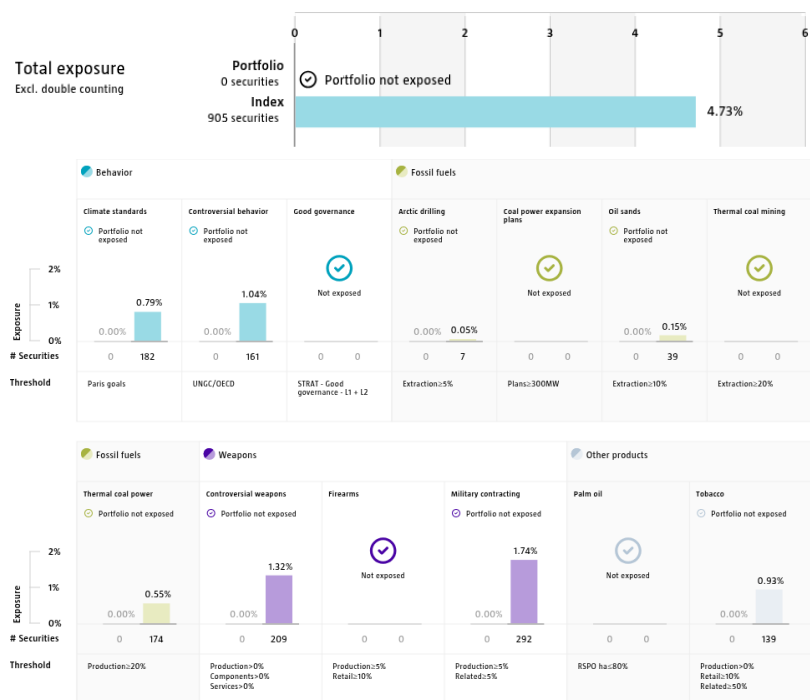 0 1 2 3 4 5 6
Total exposure
Excl. double counting
Portfolio
0 securities
Portfolio not exposed
Index
905 securities
4.73%
Behavior
Fossil fuels
Climate standards
Controversial behavior
Good governance
Arctic drilling
Coal power expansion
plans
Oil sands
Thermal coal mining
Portfolio not
exposed
Portfolio not
exposed
Not exposed
Portfolio not
exposed
Not exposed
Portfolio not
exposed
Not exposed
Exposure
2%
1%
0%
0.00% 0.79%
0.00% 1.04%
0.00% 0.05%
0.00% 0.15%
# Securities
0 182
0 161
0 0
0 7
0 0
0 39
0 0
Threshold
Paris goals
UNGC/OECD
STRAT - Good
governance - L1 + L2
Extraction≥5%
Plans≥300MW
Extraction≥10%
Extraction≥20%
Fossil fuels
Weapons
Other products
Thermal coal power
Controversial weapons
Firearms
Military contracting
Palm oil
Tobacco
Portfolio not exposed
Portfolio not exposed
Not exposed
Portfolio not exposed
Not exposed
Portfolio not exposed
Exposure
2%
1%
0%
0.00% 0.55%
0.00% 1.32%
0.00% 1.74%
0.00% 0.93%
# Securities
0 174
0 209
0 0
0 292
0 0
0 139
Threshold
Production≥20%
Production>0%
Components>0%
Services>0%
Production≥5%
Retail≥10%
Production≥5%
Related≥5%
RSPO ha≤80%
Production>0%
Retail≥10%
Related≥50%